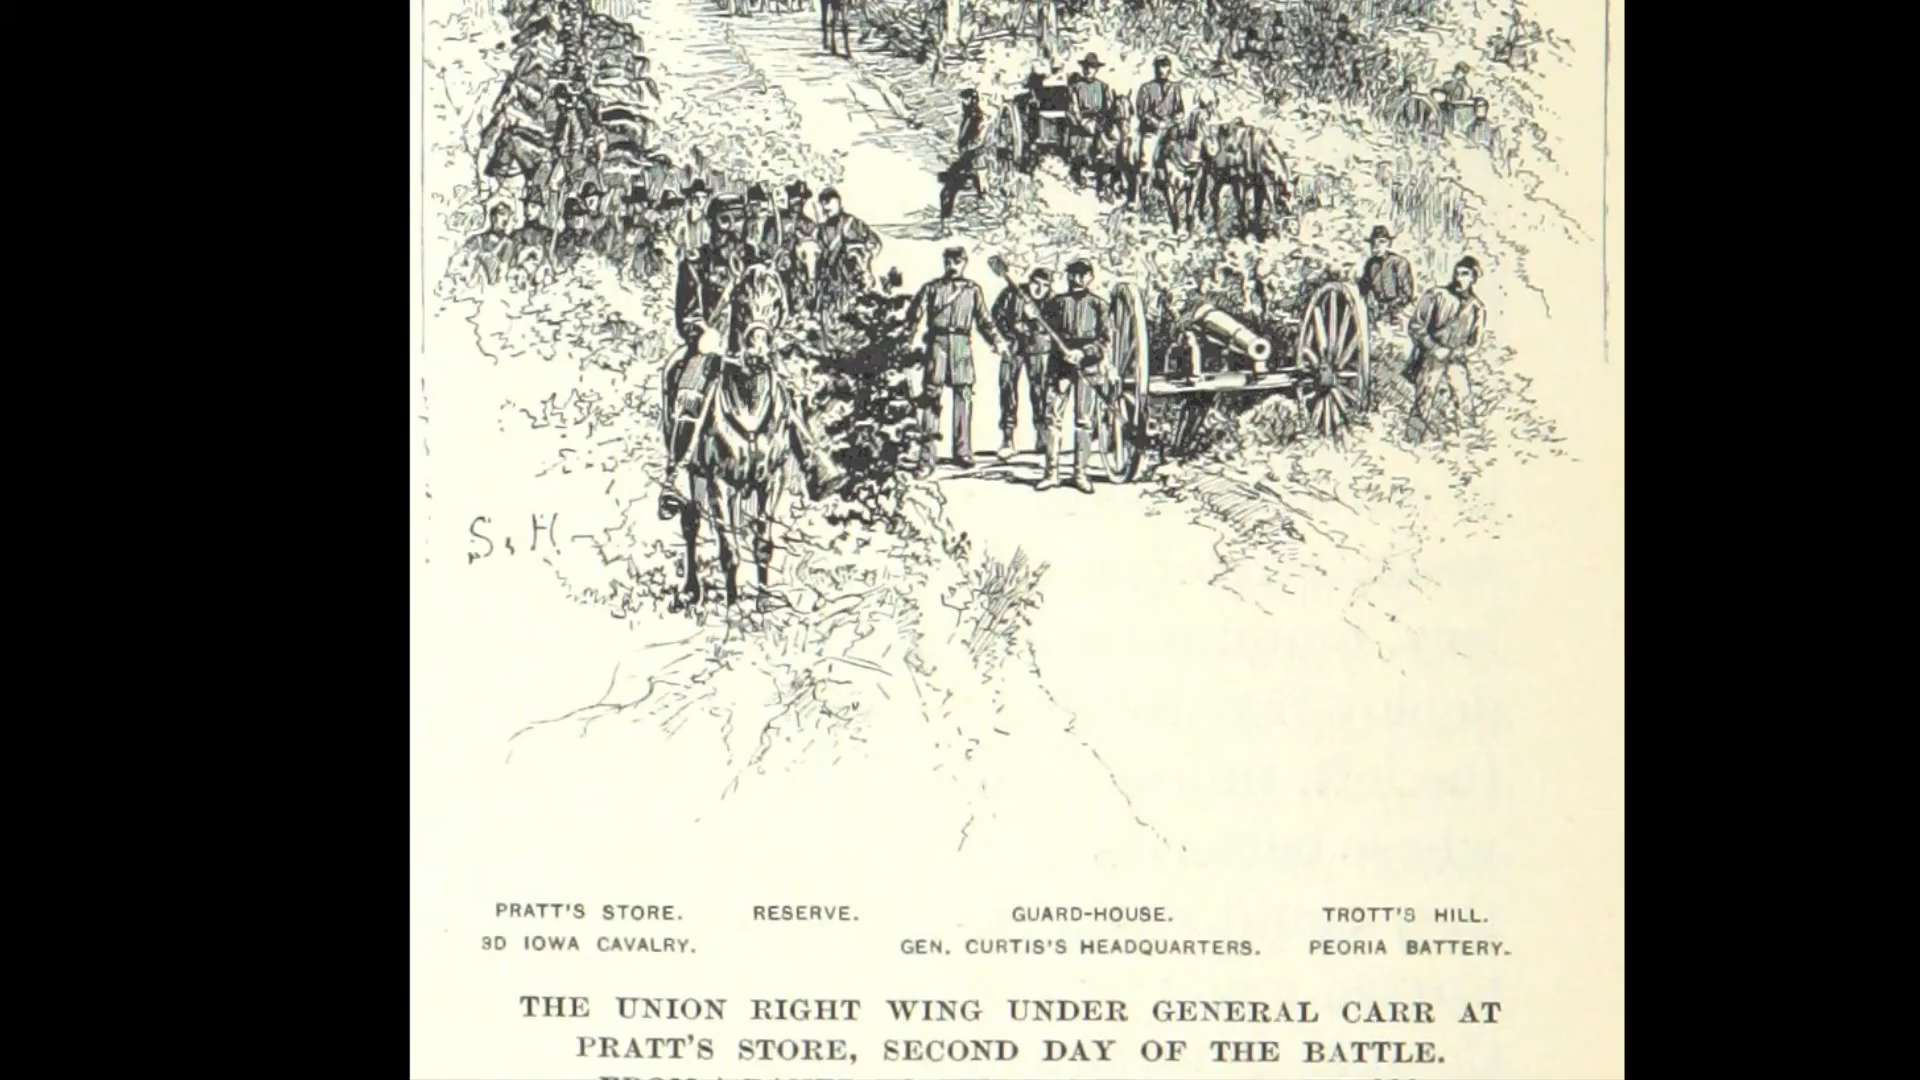 S. H.
PRATT'S STORE. RESERVE. GUARD-HOUSE. TROTT'S HILL.
3D IOWA CAVALRY. GEN. CURTIS'S HEADQUARTERS. PEORIA BATTERY.
THE UNION RIGHT WING UNDER GENERAL CARR AT
PRATT'S STORE, SECOND DAY OF THE BATTLE.